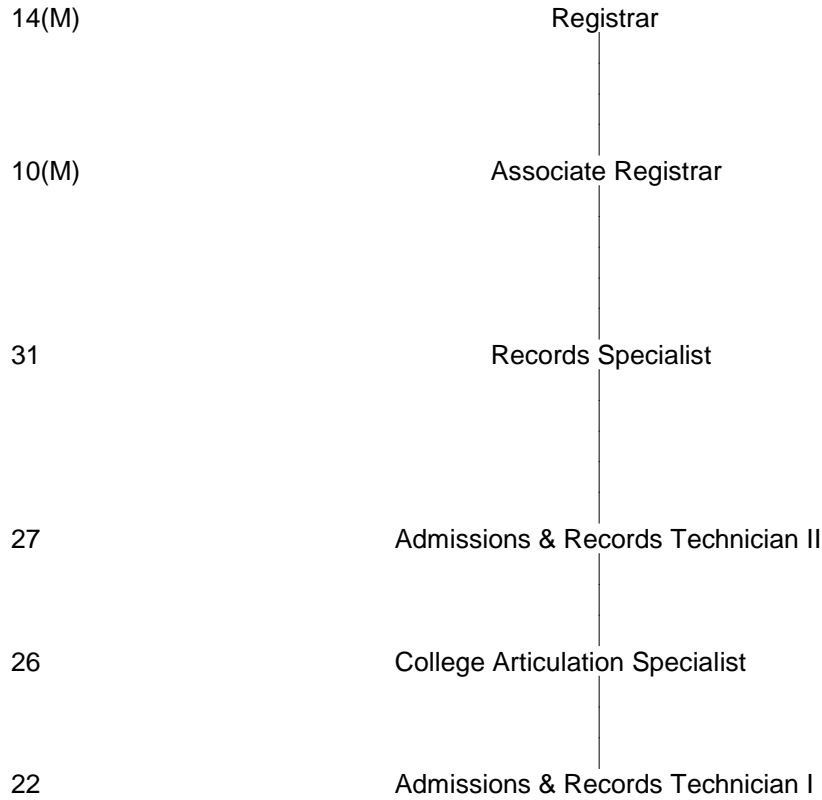 14(M) Registrar
10(M) Associate Registrar
31 Records Specialist
27 Admissions & Records Technician II
26 College Articulation Specialist
22 Admissions & Records Technician I